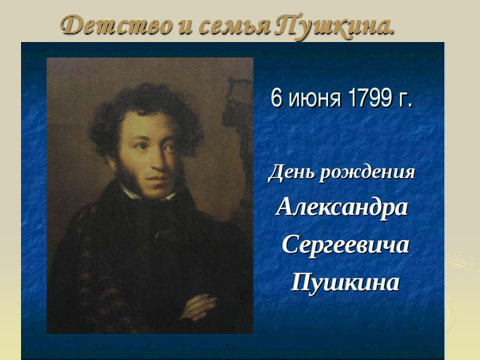 Детство и семья Пушкина.
6 июня 1799 г.
День рождения
Александра
Сергеевича
Пушкина